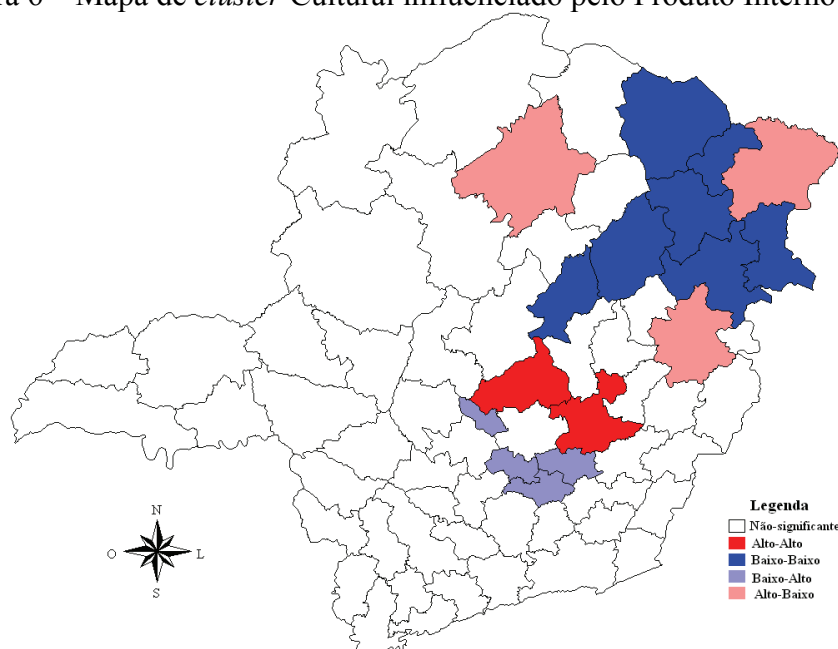 6 – Mapa de cluster Cultural influenciado pelo Produto Interno
N
O
L
S
Legenda
Não-significante
Alto-Alto
Baixo-Baixo
Baixo-Alto
Alto-Baixo